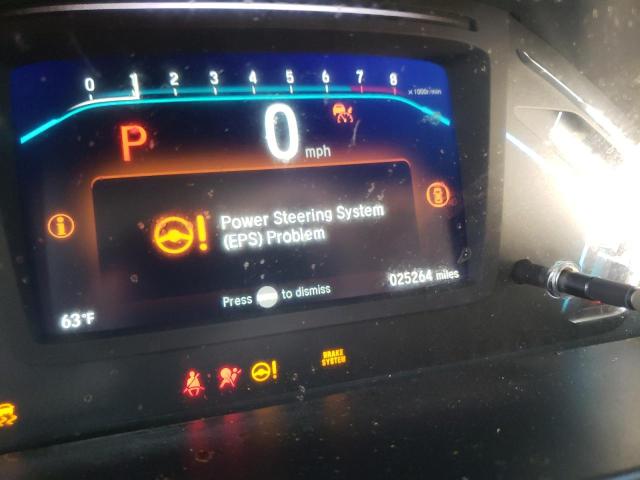 0 1 2 3 4 5 6 7 8
x1000r/min
P 0 mph
Power Steering System
(EPS) Problem
Press to dismiss
025264 miles
63°F
BRAKE
SYSTEM